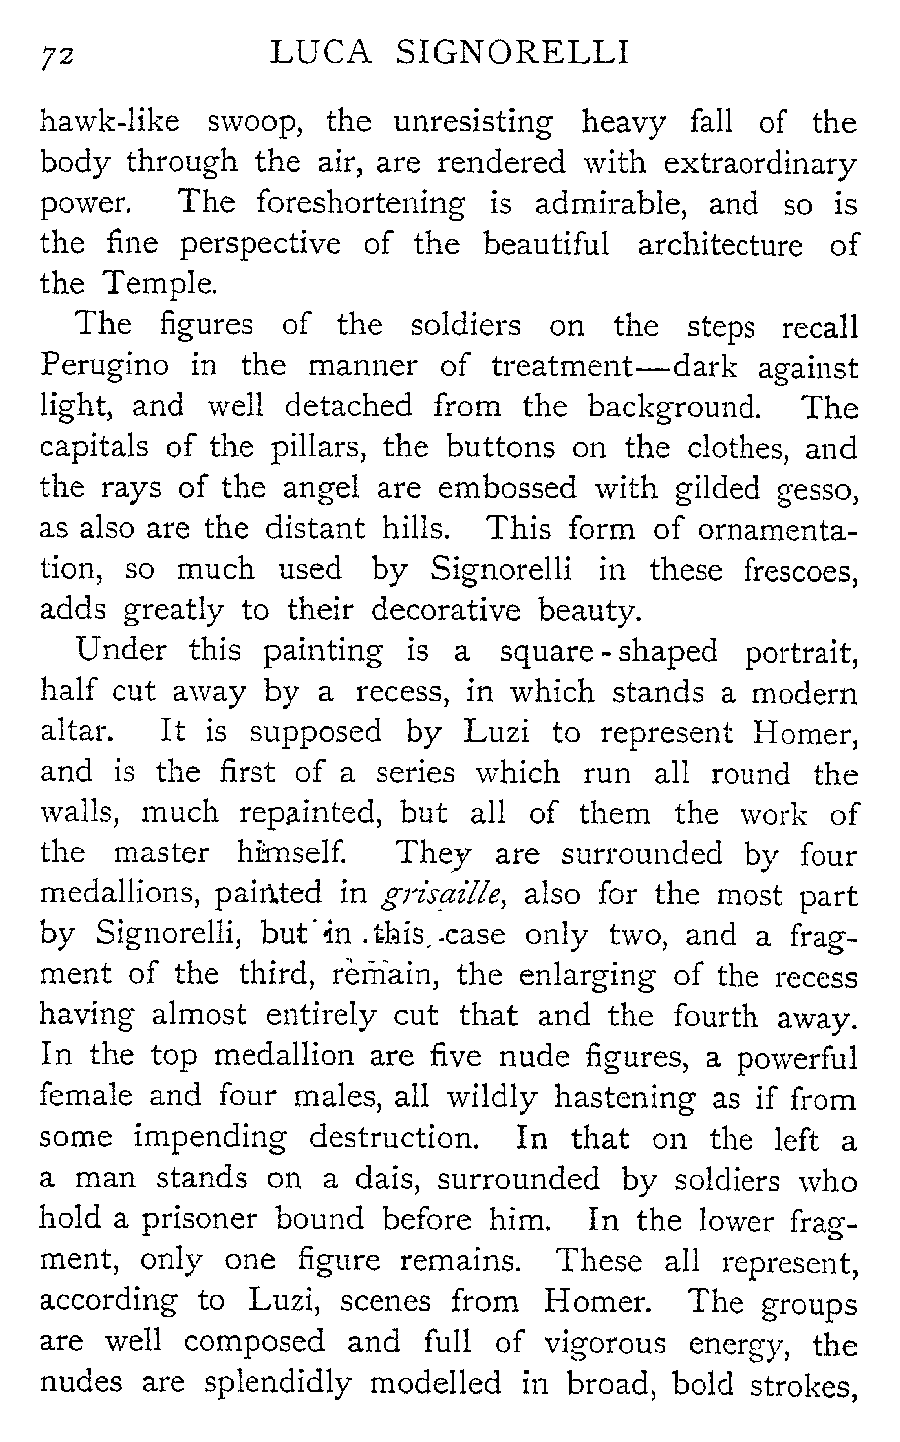 72 LUCA SIGNORELLI
hawk-like swoop, the unresisting heavy fall of the
body through the air, are rendered with extraordinary
power. The foreshortening is admirable, and so is
the fine perspective of the beautiful architecture of
the Temple.
The figures of the soldiers on the steps recall
Perugino in the manner of treatment—dark against
light, and well detached from the background. The
capitals of the pillars, the buttons on the clothes, and
the rays of the angel are embossed with gilded gesso,
as also are the distant hills. This form of ornamenta-
tion, so much used by Signorelli in these frescoes,
adds greatly to their decorative beauty.
Under this painting is a square-shaped portrait,
half cut away by a recess, in which stands a modern
altar. It is supposed by Luzi to represent Homer,
and is the first of a series which run all round the
walls, much repainted, but all of them the work of
the master himself. They are surrounded by four
medallions, painted in grisaille, also for the most part
by Signorelli, but in this case only two, and a frag-
ment of the third, remain, the enlarging of the recess
having almost entirely cut that and the fourth away.
In the top medallion are five nude figures, a powerful
female and four males, all wildly hastening as if from
some impending destruction. In that on the left a
a man stands on a dais, surrounded by soldiers who
hold a prisoner bound before him. In the lower frag-
ment, only one figure remains. These all represent,
according to Luzi, scenes from Homer. The groups
are well composed and full of vigorous energy, the
nudes are splendidly modelled in broad, bold strokes,